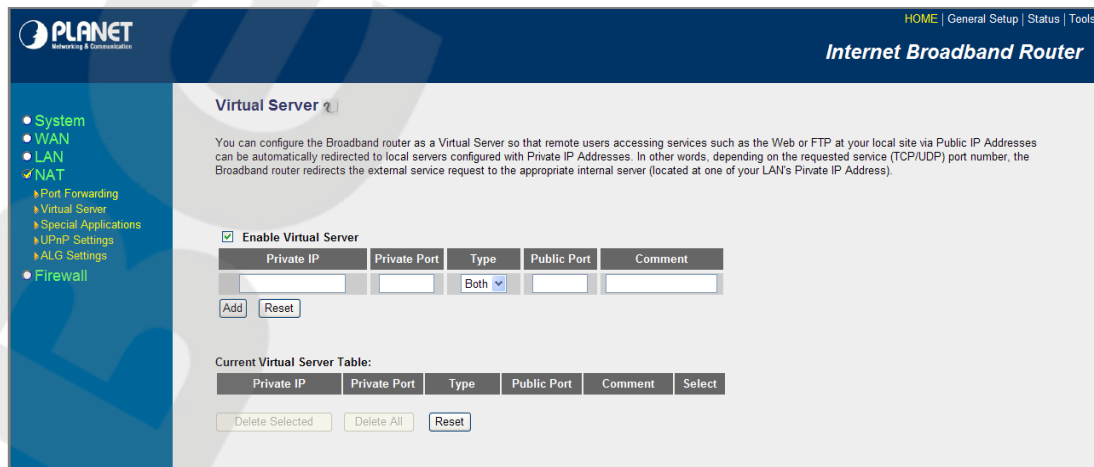 PLANET
Networking & Communication
HOME | General Setup | Status | Tools
Internet Broadband Router
System
WAN
LAN
NAT
Port Forwarding
Virtual Server
Special Applications
UPnP Settings
ALG Settings
Firewall
Virtual Server
You can configure the Broadband router as a Virtual Server so that remote users accessing services such as the Web or FTP at your local site via Public IP Addresses
can be automatically redirected to local servers configured with Private IP Addresses. In other words, depending on the requested service (TCP/UDP) port number, the
Broadband router redirects the external service request to the appropriate internal server (located at one of your LAN's Pivate IP Address).
Enable Virtual Server
Private IP Private Port Type Public Port Comment
Both
Add Reset
Current Virtual Server Table:
Private IP Private Port Type Public Port Comment Select
Delete Selected Delete All Reset